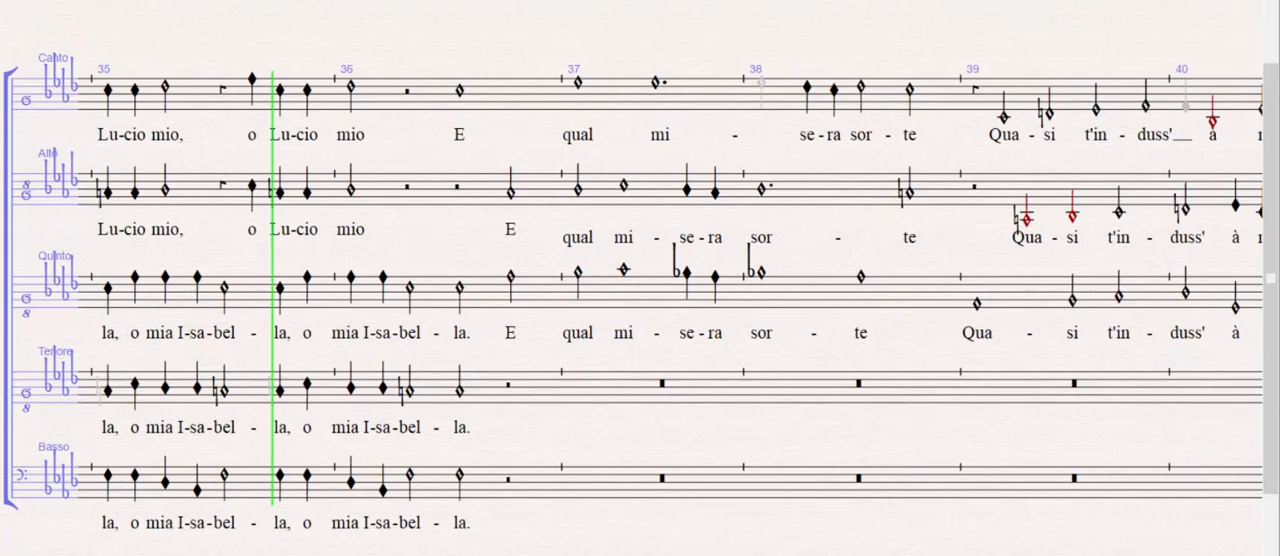 Canto
35 36 37 38 39 40
Lu-cio mio, o Lu-cio mio E qual mi - se-ra sor - te Qua - si t'in - duss'__ à
Alto
Lu-cio mio, o Lu-cio mio E qual mi - se-ra sor - te Qua - si t'in - duss' à
Quinto
la, o mia I-sa-bel - la, o mia I-sa-bel - la. E qual mi - se-ra sor - te Qua - si t'in - duss' à
Tenore
la, o mia I-sa-bel - la, o mia I-sa-bel - la.
Basso
la, o mia I-sa-bel - la, o mia I-sa-bel - la.